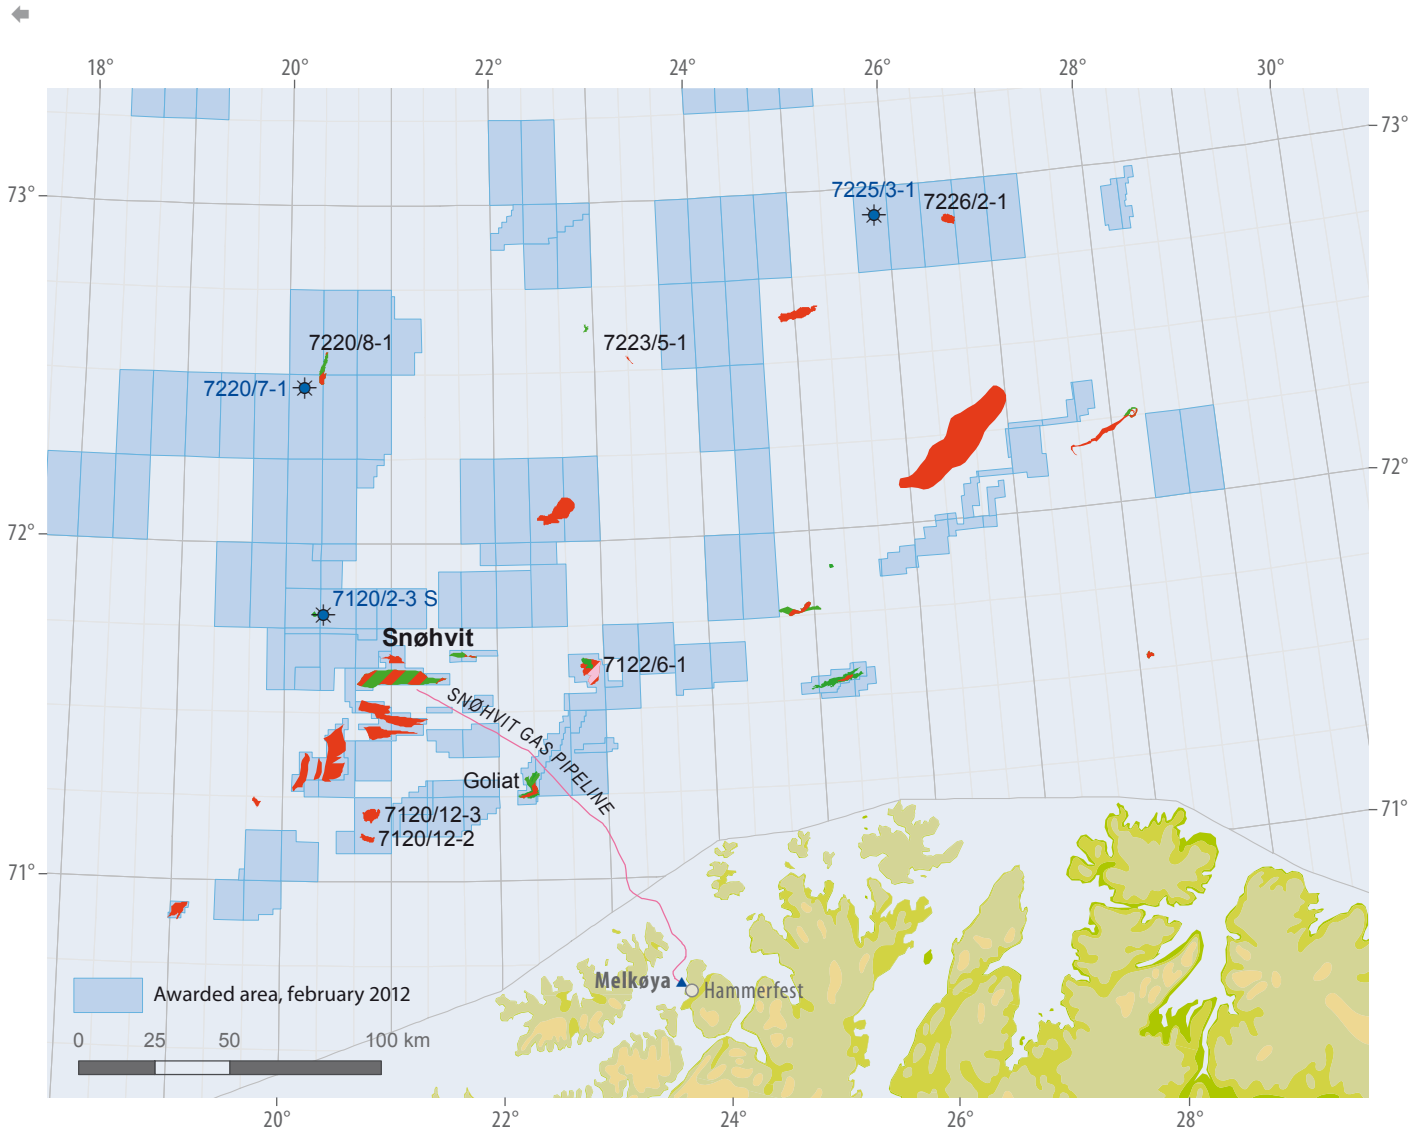 18° 20° 22° 24° 26° 28° 30°
73°
73°
7225/3-1
7226/2-1
7220/8-1
7223/5-1
7220/7-1
72°
72°
7120/2-3 S
Snøhvit
7122/6-1
SNØHVIT GAS PIPELINE
Goliat
7120/12-3
7120/12-2
71°
71°
Melkøya
Hammerfest
Awarded area, february 2012
0 25 50 100 km
20° 22° 24° 26° 28°